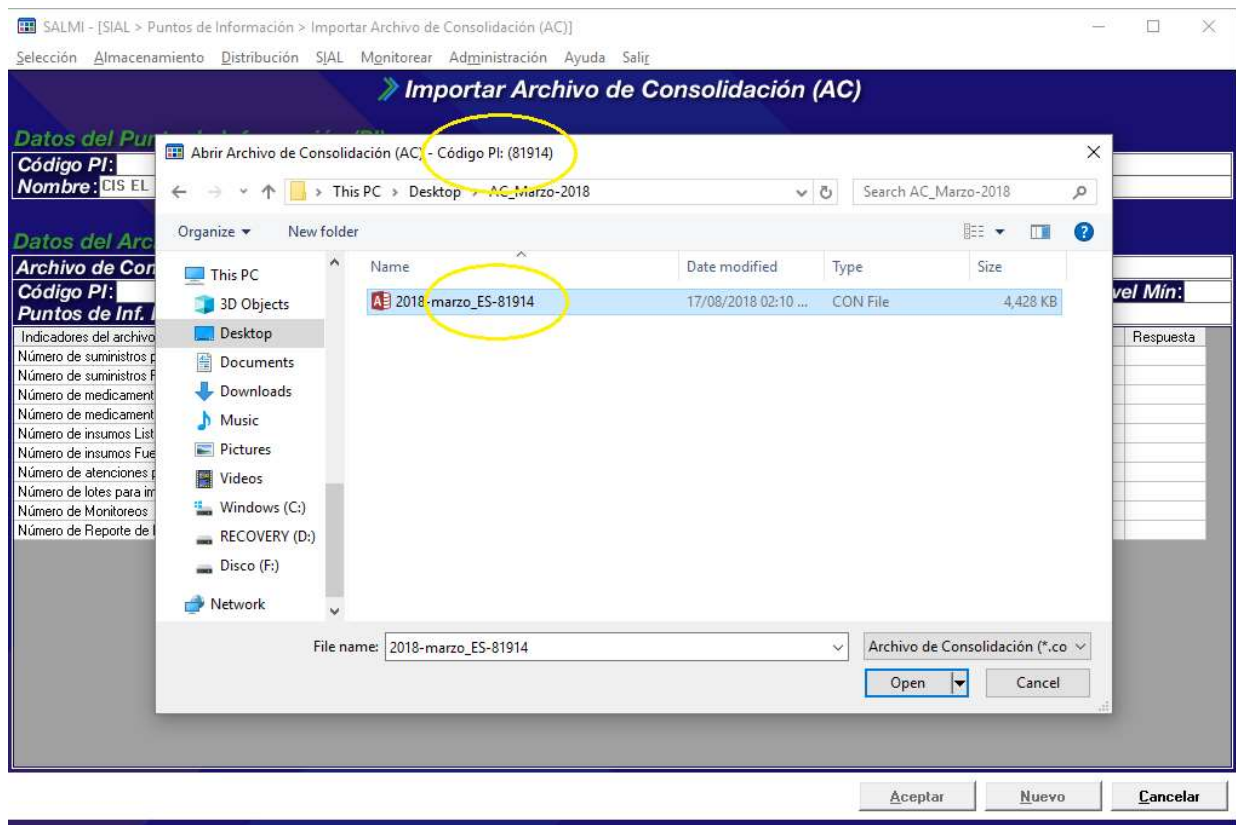 SALMI - [SIAL > Puntos de Información > Importar Archivo de Consolidación (AC)]
Selección Almacenamiento Distribución SIAL Monitorear Administración Ayuda Salir
Importar Archivo de Consolidación (AC)
Datos del
Código PI:
Nombre: CIS EL
Abrir Archivo de Consolidación (AC) - Código PI: (81914)
This PC > Desktop > AC_Marzo-2018
Search AC_Marzo-2018
Organize New folder
Datos del
Archivo de
Código PI:
Puntos de Inf.
vel Mín:
Name Date modified Type Size
2018-marzo_ES-81914 17/08/2018 02:10 ... CON File 4,428 KB
This PC
3D Objects
Desktop
Documents
Downloads
Music
Pictures
Videos
Windows (C:)
RECOVERY (D:)
Disco (F:)
Network
Indicadores del archivo Respuesta
Número de suministros
Número de suministros
Número de medicament
Número de medicament
Número de insumos List
Número de insumos Fue
Número de atenciones
Número de lotes para
Número de Monitoreos
Número de Reporte de
File name: 2018-marzo_ES-81914 Archivo de Consolidación (*.co
Open Cancel
Aceptar Nuevo Cancelar